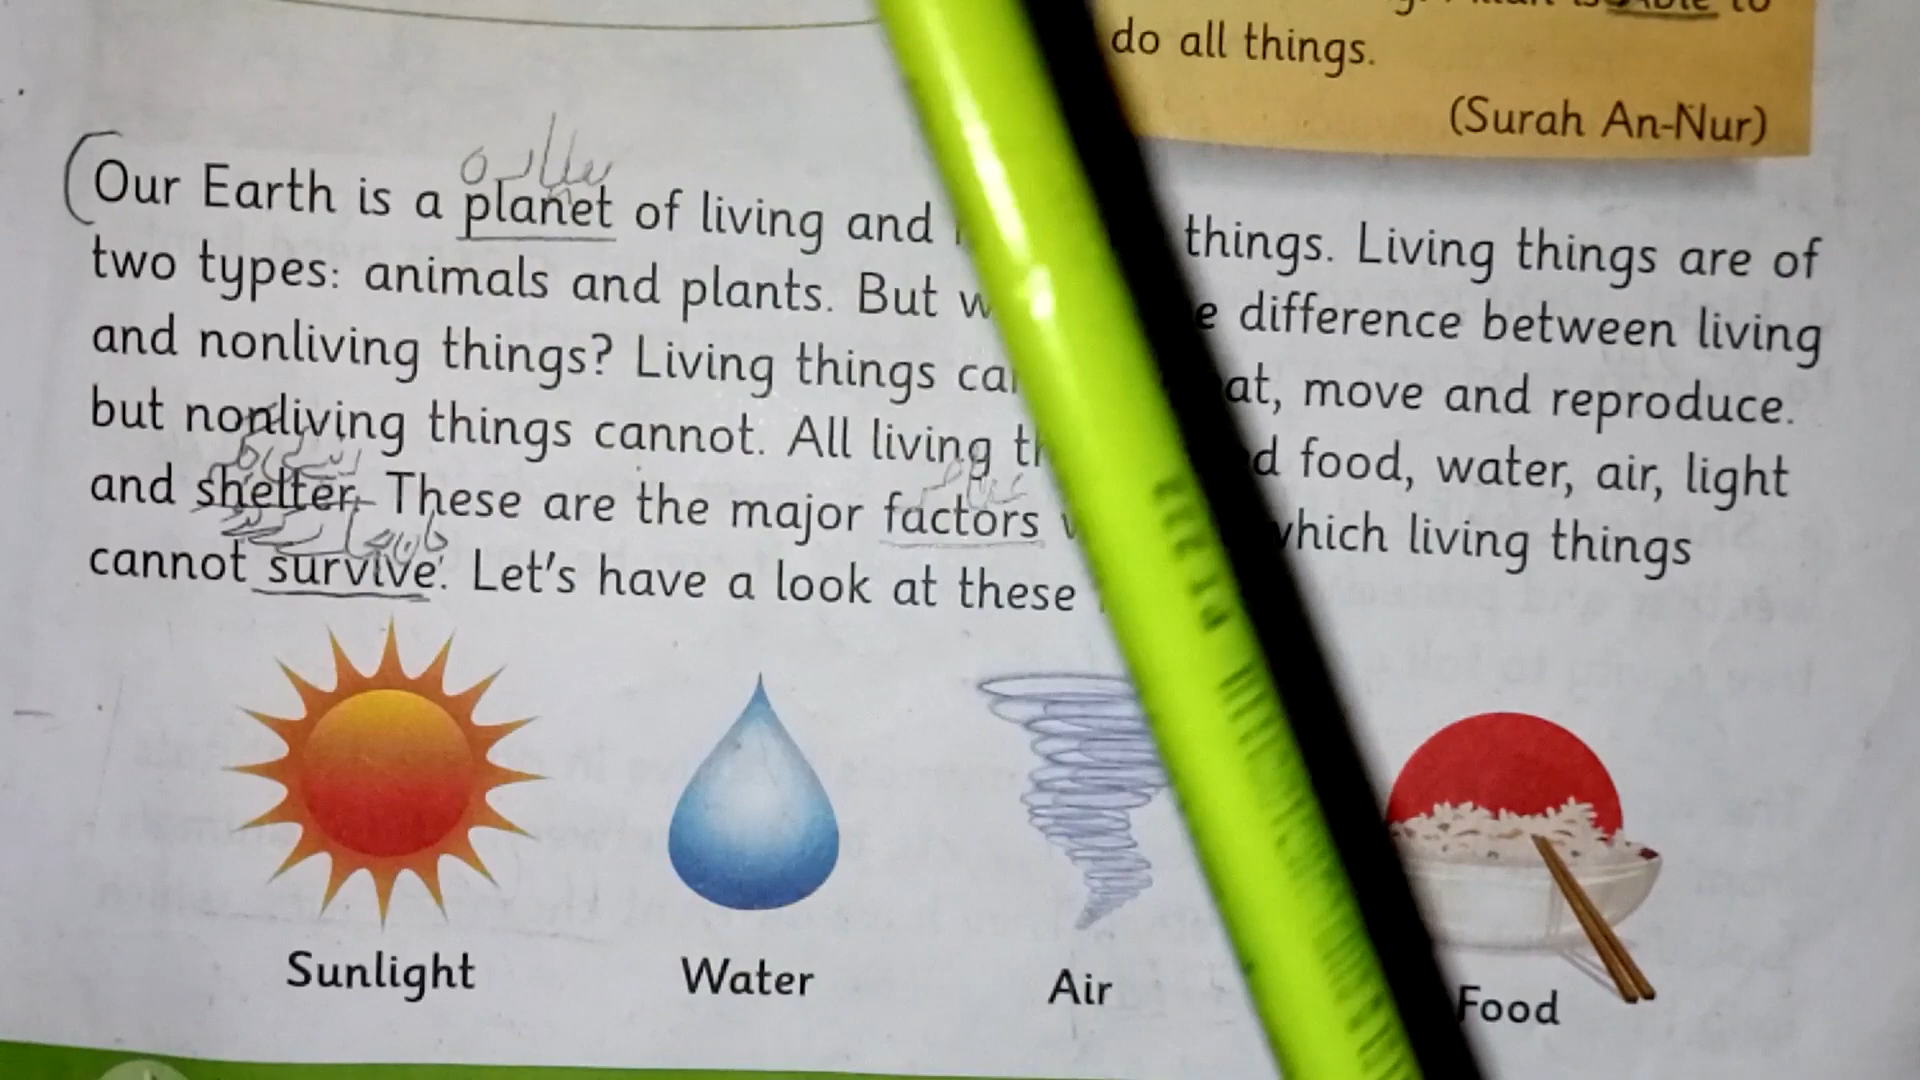 do all things.
(Surah An-Nur)
سیارہ
Our Earth is a planet of living and things. Living things are of
two types: animals and plants. But difference between living
and nonliving things? Living things move and reproduce.
but nonliving things cannot. All living food, water, air, light
and shelter. These are the major factors which living things
cannot survive. Let's have a look at these
Sunlight
Water
Air
Food